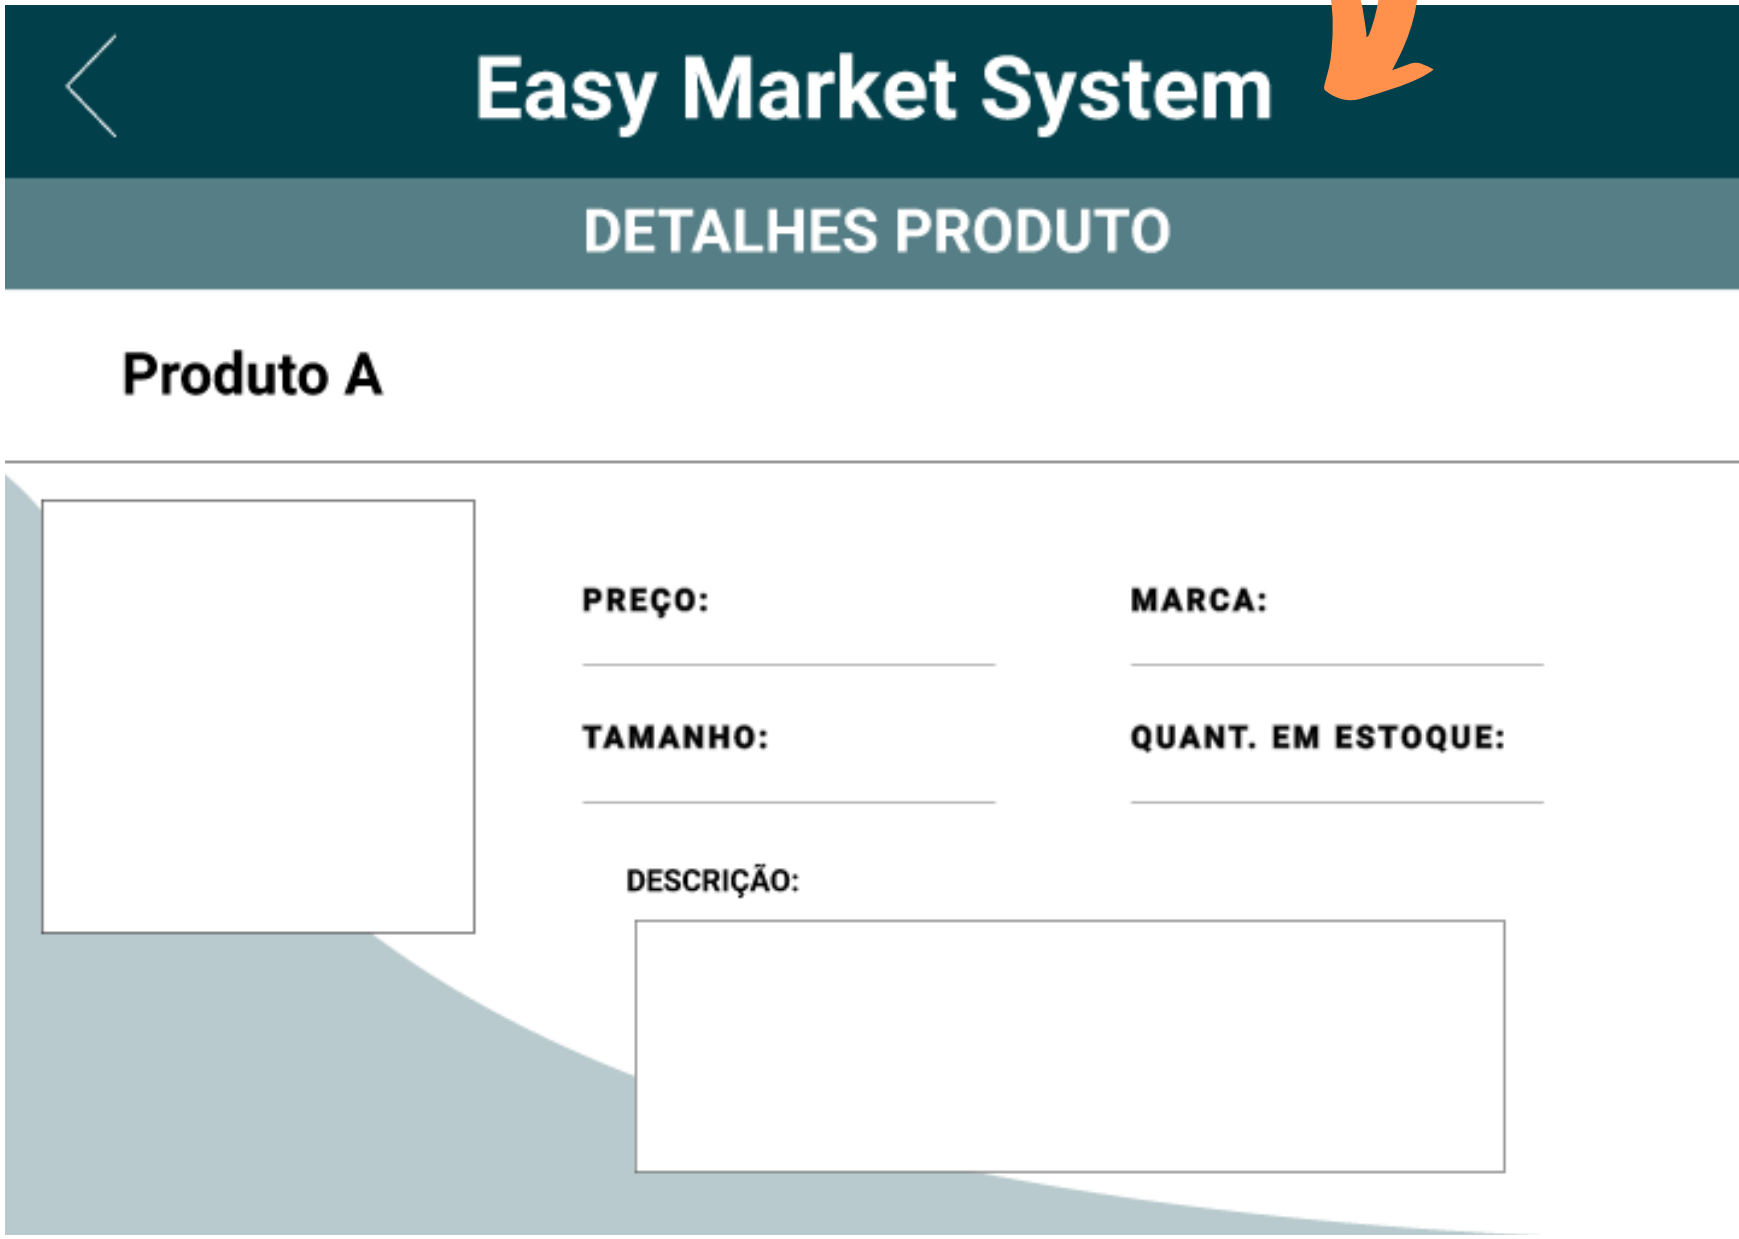 Easy Market System
DETALHES PRODUTO
Produto A
PREÇO:
MARCA:
TAMANHO:
QUANT. EM ESTOQUE:
DESCRIÇÃO: